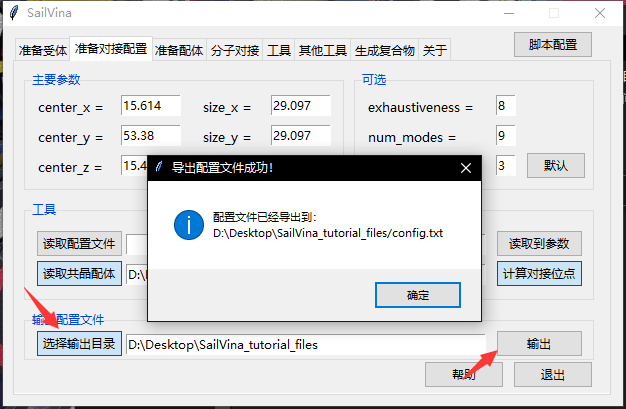 SailVina
准备受体 准备对接配置 准备配体 分子对接 工具 其他工具 生成复合物 关于
脚本配置
主要参数
center_x = 15.614 size_x = 29.097
center_y = 53.38 size_y = 29.097
center_z = 15.4
可选
exhaustiveness = 8
num_modes = 9
3 默认
导出配置文件成功!
配置文件已经导出到:
D:\Desktop\SailVina_tutorial_files/config.txt
确定
工具
读取配置文件 读取到参数
读取共晶配体 D:\ 计算对接位点
输出配置文件
选择输出目录 D:\Desktop\SailVina_tutorial_files 输出
帮助 退出